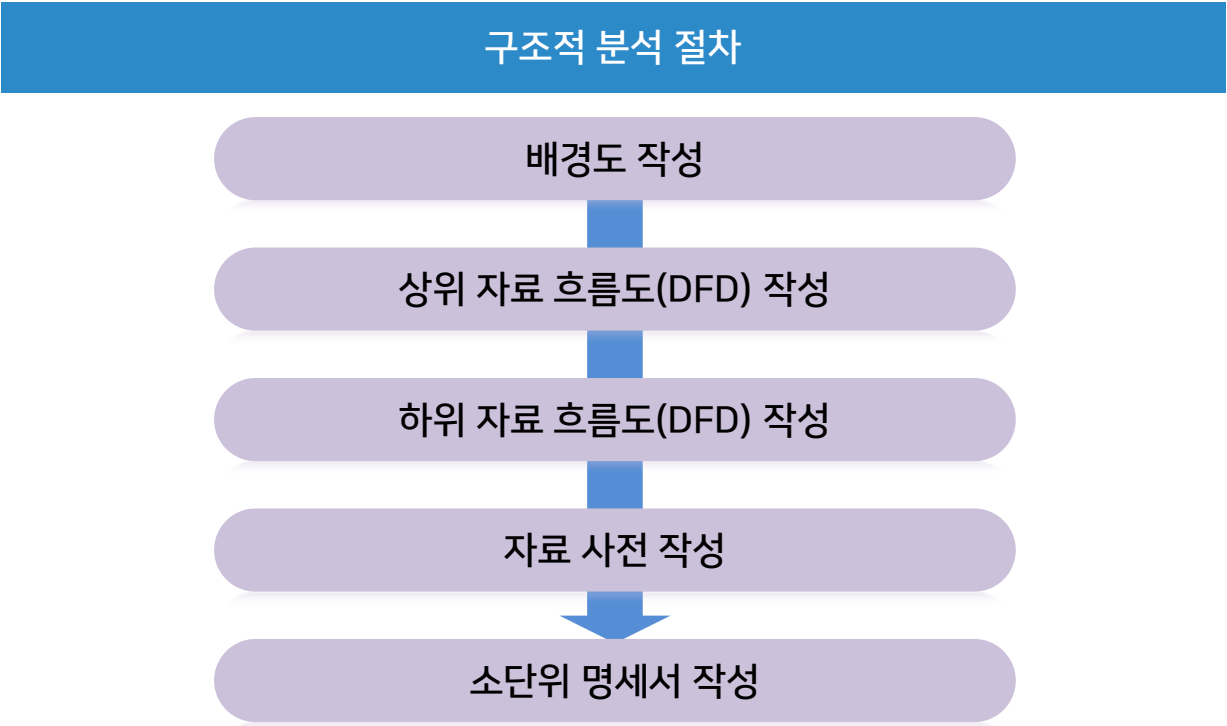 구조적 분석 절차
배경도 작성
상위 자료 흐름도(DFD) 작성
하위 자료 흐름도(DFD) 작성
자료 사전 작성
소단위 명세서 작성